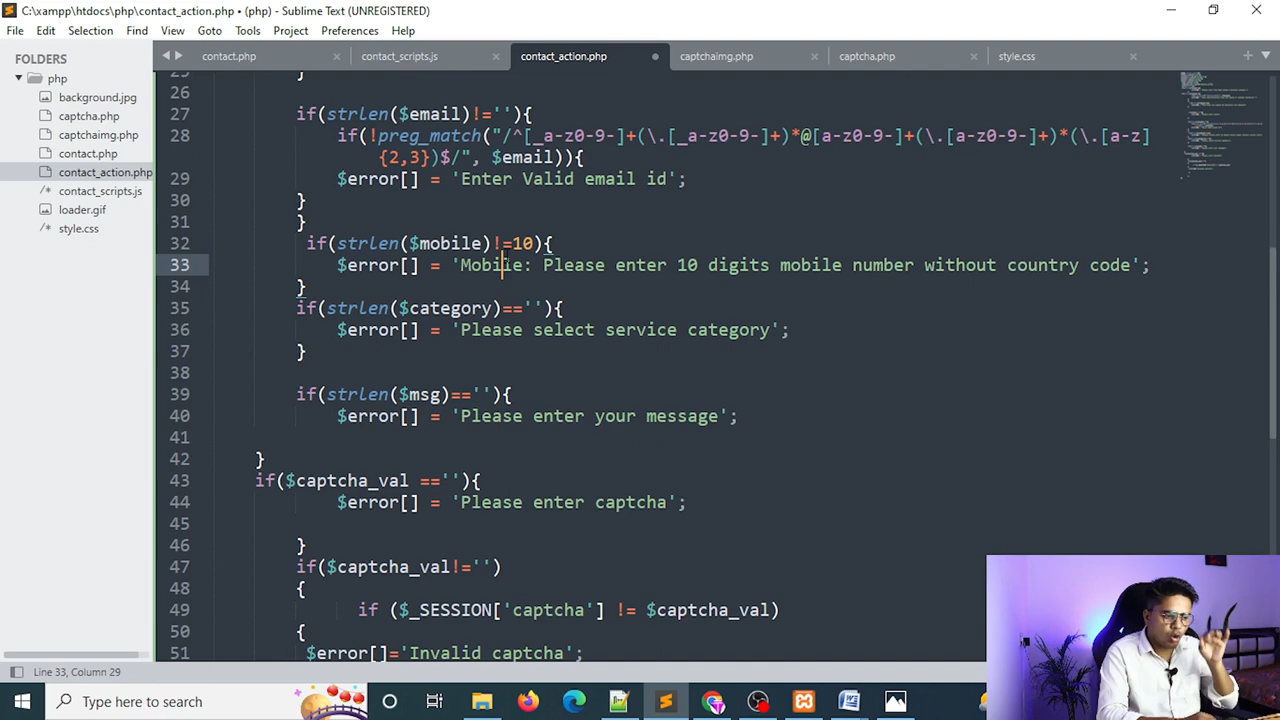 C:\xampp\htdocs\php\contact_action.php • (php) - Sublime Text (UNREGISTERED)
File Edit Selection Find View Goto Tools Project Preferences Help
FOLDERS
php
background.jpg
captcha.php
captchaimg.php
contact.php
contact_action.php
contact_scripts.js
loader.gif
style.css
contact.php contact_scripts.js contact_action.php captchaimg.php captcha.php style.css
25 }
26
27 if(strlen($email)!=''){
28 if(!preg_match("/^[_a-z0-9-]+(\.[_a-z0-9-]+)*@[a-z0-9-]+(\.[a-z0-9-]+)*(\.[a-z]
{2,3})$/", $email)){
29 $error[] = 'Enter Valid email id';
30 }
31 }
32 if(strlen($mobile)!=10){
33 $error[] = 'Mobile: Please enter 10 digits mobile number without country code';
34 }
35 if(strlen($category)==''){
36 $error[] = 'Please select service category';
37 }
38
39 if(strlen($msg)==''){
40 $error[] = 'Please enter your message';
41
42 }
43 if($captcha_val ==''){
44 $error[] = 'Please enter captcha';
45
46 }
47 if($captcha_val!='')
48 {
49 if ($_SESSION['captcha'] != $captcha_val)
50 {
51 $error[]='Invalid captcha';
Line 33, Column 29
Type here to search